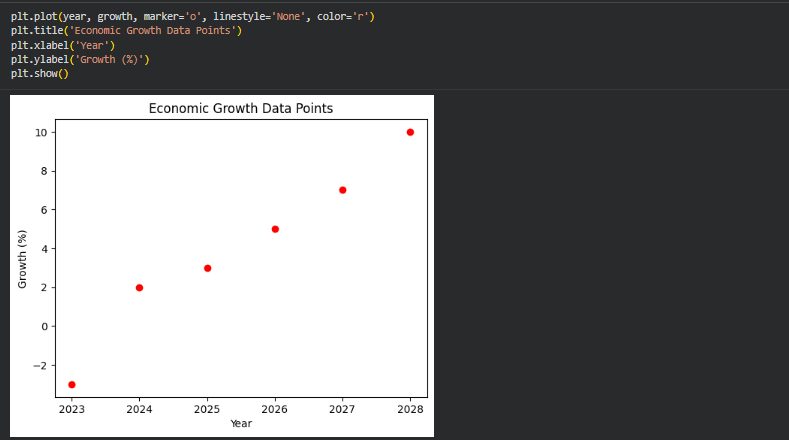 plt.plot(year, growth, marker='o', linestyle='None', color='r')
plt.title('Economic Growth Data Points')
plt.xlabel('Year')
plt.ylabel('Growth (%)')
plt.show()
Economic Growth Data Points
10
8
6
4
2
0
−2
Growth (%)
2023 2024 2025 2026 2027 2028
Year